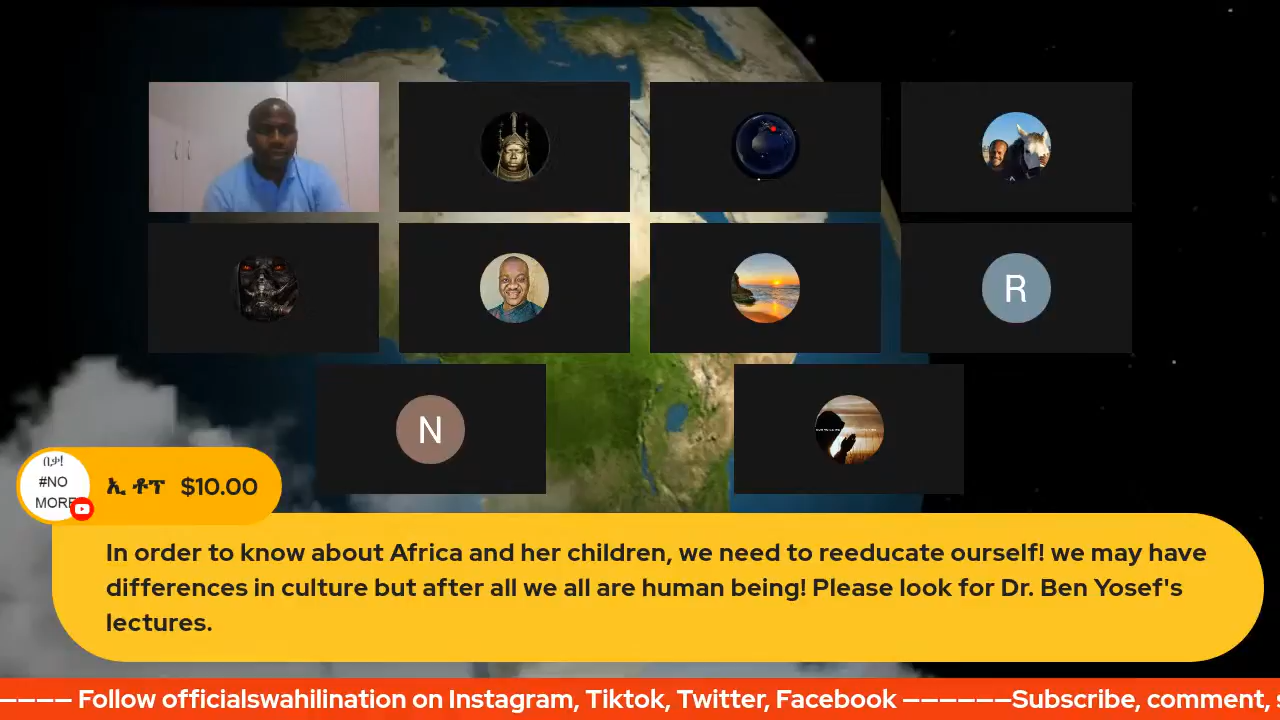 R
N
በቃ!
#NO
MORE
ኢ ቶፕ $10.00
In order to know about Africa and her children, we need to reeducate ourself! we may have
differences in culture but after all we all are human being! Please look for Dr. Ben Yosef's
lectures.
———— Follow officialswahilination on Instagram, Tiktok, Twitter, Facebook ——————Subscribe, comment,